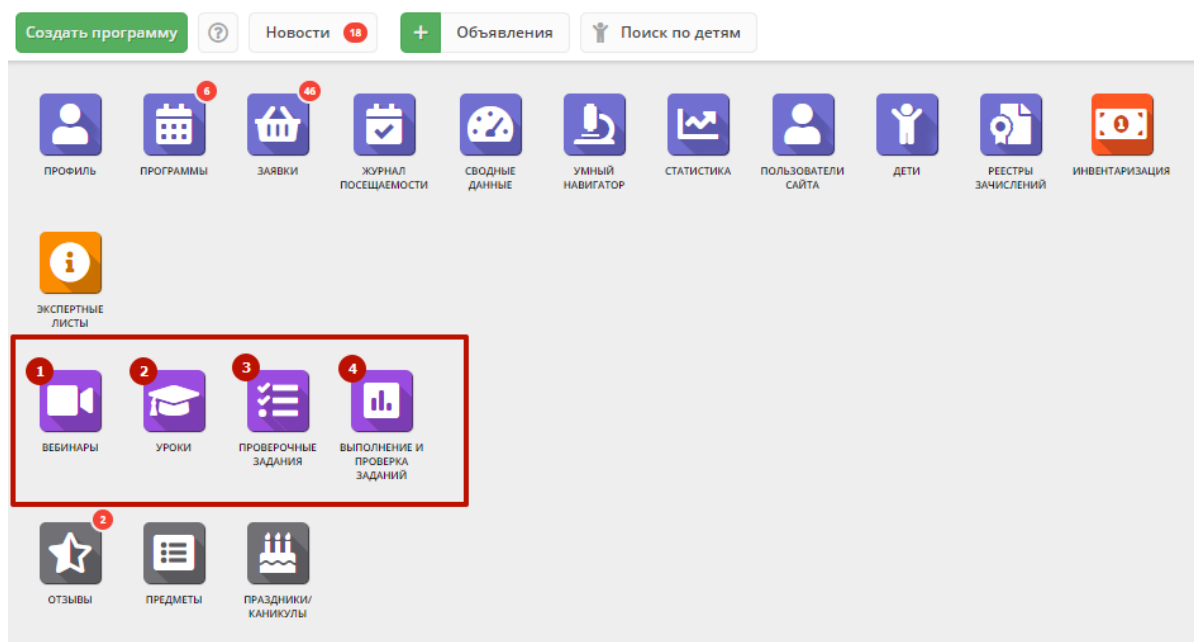 Создать программу ? Новости 18 + Объявления Поиск по детям
6 46
ПРОФИЛЬ ПРОГРАММЫ ЗАЯВКИ ЖУРНАЛ СВОДНЫЕ УМНЫЙ СТАТИСТИКА ПОЛЬЗОВАТЕЛИ ДЕТИ РЕЕСТРЫ ИНВЕНТАРИЗАЦИЯ
ПОСЕЩАЕМОСТИ ДАННЫЕ НАВИГАТОР САЙТА ЗАЧИСЛЕНИЙ
ЭКСПЕРТНЫЕ
ЛИСТЫ
1 2 3 4
ВЕБИНАРЫ УРОКИ ПРОВЕРОЧНЫЕ ВЫПОЛНЕНИЕ И
ЗАДАНИЯ ПРОВЕРКА
ЗАДАНИЙ
2
ОТЗЫВЫ ПРЕДМЕТЫ ПРАЗДНИКИ/
КАНИКУЛЫ